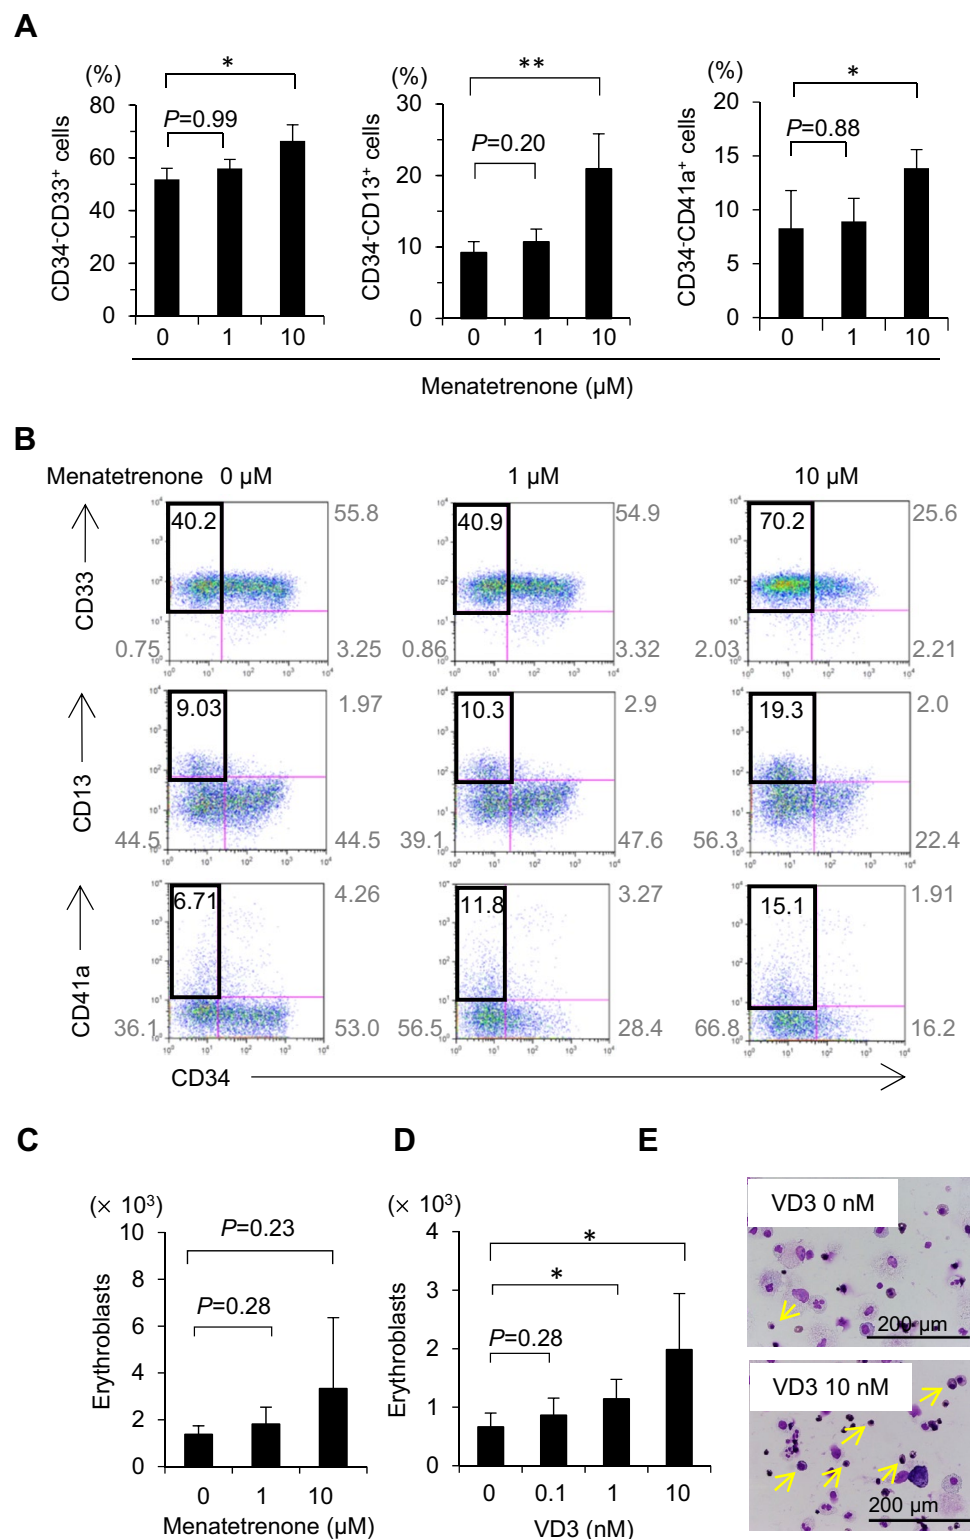 A
(%)
(%)
(%)
CD34-CD33+ cells
80
60
40
20
0
*
P=0.99
0 1 10
CD34-CD13+ cells
30
20
10
0
**
P=0.20
0 1 10
CD34-CD41a+ cells
20
15
10
5
0
*
P=0.88
0 1 10
Menatetrenone (µM)
B
Menatetrenone 0 µM 1 µM 10 µM
CD33
40.2 55.8
0.75 3.25
40.9 54.9
0.86 3.32
70.2 25.6
2.03 2.21
CD13
9.03 1.97
44.5 44.5
10.3 2.9
39.1 47.6
19.3 2.0
56.3 22.4
CD41a
6.71 4.26
36.1 53.0
11.8 3.27
56.5 28.4
15.1 1.91
66.8 16.2
CD34
C
(× 10³)
Erythroblasts
10
8
6
4
2
0
P=0.23
P=0.28
0 1 10
Menatetrenone (µM)
D
(× 10³)
Erythroblasts
4
3
2
1
0
*
*
P=0.28
0 0.1 1 10
VD3 (nM)
E
VD3 0 nM
200 µm
VD3 10 nM
200 µm